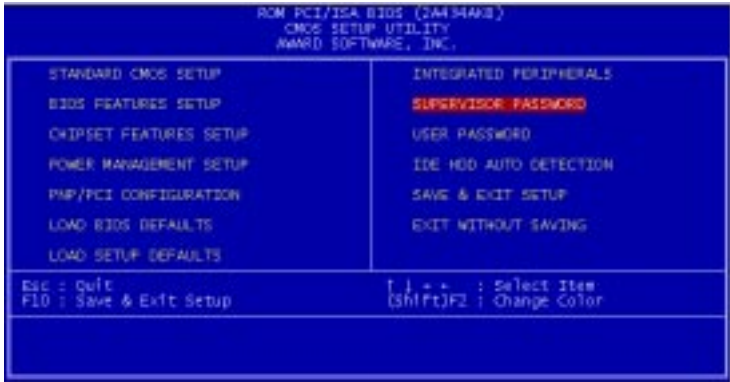 ROM PCI/ISA BIOS (2A434AKB)
CMOS SETUP UTILITY
AWARD SOFTWARE, INC.
STANDARD CMOS SETUP
BIOS FEATURES SETUP
CHIPSET FEATURES SETUP
POWER MANAGEMENT SETUP
PNP/PCI CONFIGURATION
LOAD BIOS DEFAULTS
LOAD SETUP DEFAULTS
INTEGRATED PERIPHERALS
SUPERVISOR PASSWORD
USER PASSWORD
IDE HDD AUTO DETECTION
SAVE & EXIT SETUP
EXIT WITHOUT SAVING
Esc : Quit
F10 : Save & Exit Setup
↑ ↓ → ← : Select Item
(Shift)F2 : Change Color